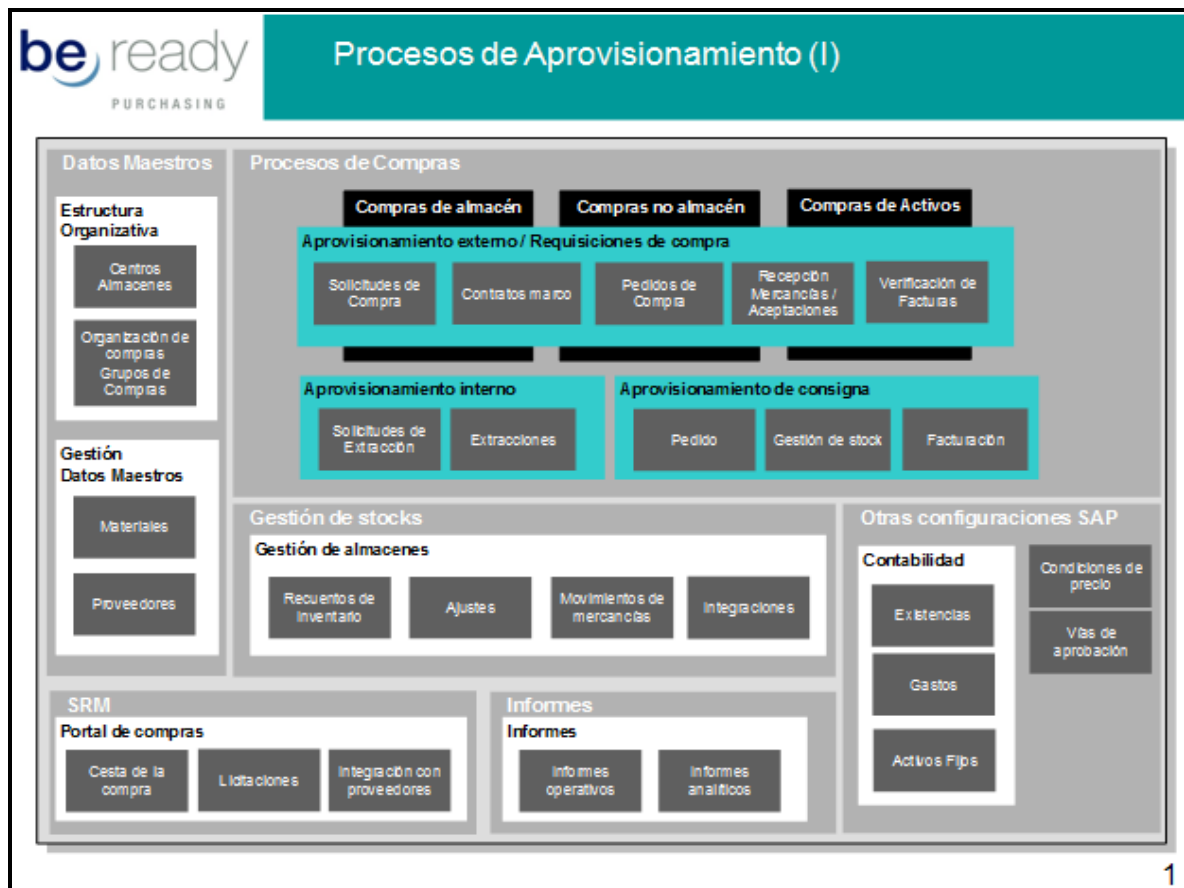 be ready
PURCHASING
Procesos de Aprovisionamiento (I)
Datos Maestros
Estructura
Organizativa
Centros
Almacenes
Organización de
compras
Grupos de
Compras
Gestión
Datos Maestros
Materiales
Proveedores
Procesos de Compras
Compras de almacén
Compras no almacén
Compras de Activos
Aprovisionamiento externo / Requisiciones de compra
Solicitudes de
Compra
Contratos marco
Pedidos de
Compra
Recepción
Mercancías /
Aceptaciones
Verificación de
Facturas
Aprovisionamiento interno
Solicitudes de
Extracción
Extracciones
Aprovisionamiento de consigna
Pedido
Gestión de stock
Facturación
Gestión de stocks
Gestión de almacenes
Recuentos de
Inventario
Ajustes
Movimientos de
mercancías
Integraciones
Otras configuraciones SAP
Contabilidad
Existencias
Gastos
Activos Fijos
Condiciones de
precio
Vías de
aprobación
SRM
Portal de compras
Cesta de la
compra
Licitaciones
Integración con
proveedores
Informes
Informes
Informes
operativos
Informes
analíticos
1